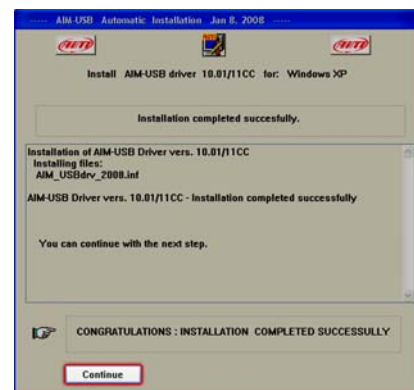 ----- AIM-USB Automatic Installation Jan 8. 2008 -----
Install AIM-USB driver 10.01/11CC for: Windows XP
Installation completed succesfully.
Installation of AIM-USB Driver vers. 10.01/11CC
Installing files:
AIM_USBdrv_2008.inf
AIM-USB Driver vers. 10.01/11CC - Installation completed successfully
You can continue with the next step.
CONGRATULATIONS : INSTALLATION COMPLETED SUCCESSULLY
Continue